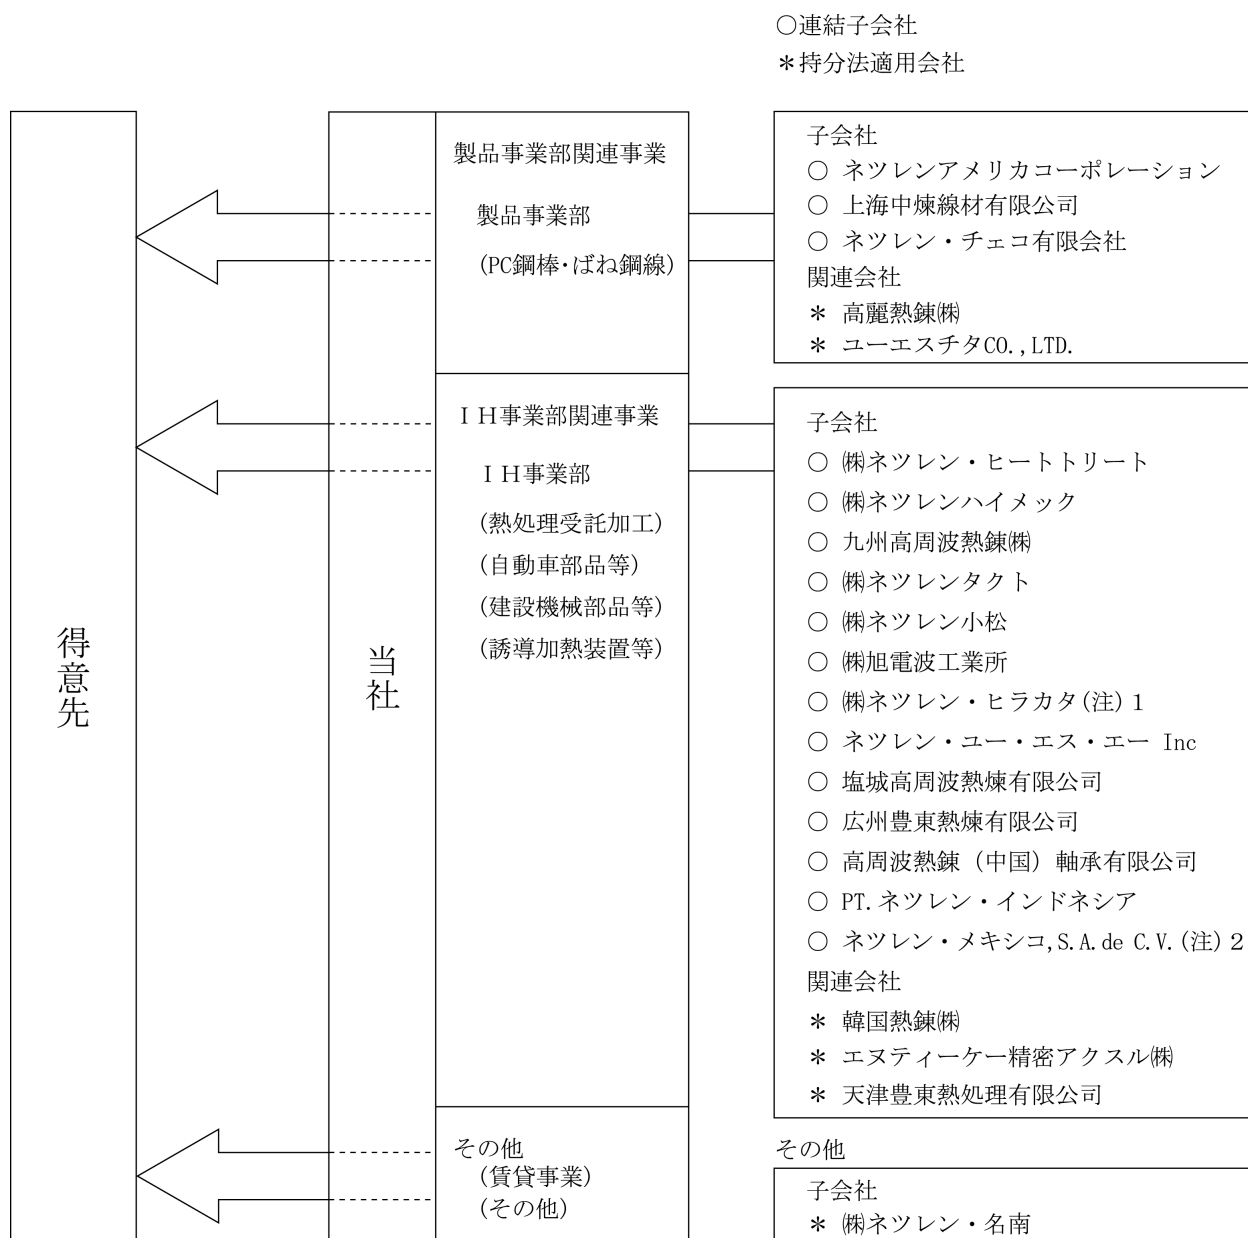 ○連結子会社
＊持分法適用会社
得意先
当社
製品事業部関連事業
製品事業部
(PC鋼棒・ばね鋼線)
ＩＨ事業部関連事業
ＩＨ事業部
(熱処理受託加工)
(自動車部品等)
(建設機械部品等)
(誘導加熱装置等)
その他
(賃貸事業)
(その他)
子会社
○ ネツレンアメリカコーポレーション
○ 上海中煉線材有限公司
○ ネツレン・チェコ有限会社
関連会社
＊ 高麗熱錬㈱
＊ ユーエスチタCO.,LTD.
子会社
○ ㈱ネツレン・ヒートトリート
○ ㈱ネツレンハイメック
○ 九州高周波熱錬㈱
○ ㈱ネツレンタクト
○ ㈱ネツレン小松
○ ㈱旭電波工業所
○ ㈱ネツレン・ヒラカタ(注)１
○ ネツレン・ユー・エス・エー Inc
○ 塩城高周波熱煉有限公司
○ 広州豊東熱煉有限公司
○ 高周波熱錬（中国）軸承有限公司
○ PT.ネツレン・インドネシア
○ ネツレン・メキシコ,S.A.de C.V.(注)２
関連会社
＊ 韓国熱錬㈱
＊ エヌティーケー精密アクスル㈱
＊ 天津豊東熱処理有限公司
その他
子会社
＊ ㈱ネツレン・名南